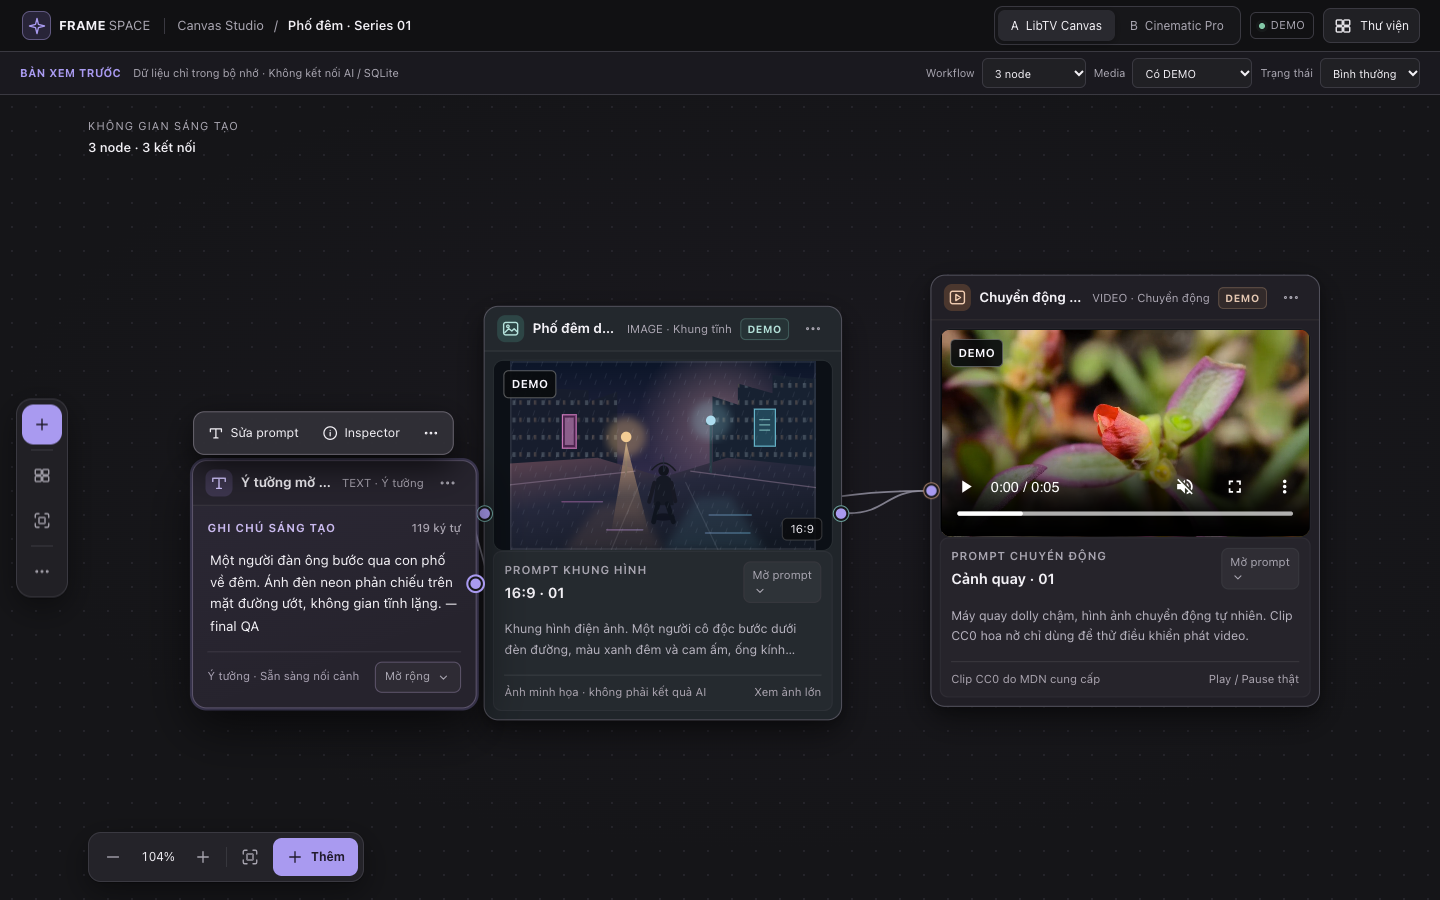 FRAME SPACE
Canvas Studio / Phố đêm · Series 01
A LibTV Canvas
B Cinematic Pro
DEMO
Thư viện
BẢN XEM TRƯỚC
Dữ liệu chỉ trong bộ nhớ · Không kết nối AI / SQLite
Workflow
3 node
Media
Có DEMO
Trạng thái
Bình thường
KHÔNG GIAN SÁNG TẠO
3 node · 3 kết nối
Sửa prompt
Inspector
Ý tưởng mở ...
TEXT · Ý tưởng
GHI CHÚ SÁNG TẠO
119 ký tự
Một người đàn ông bước qua con phố
về đêm. Ánh đèn neon phản chiếu trên
mặt đường ướt, không gian tĩnh lặng. —
final QA
Ý tưởng · Sẵn sàng nối cảnh
Mở rộng
Phố đêm d...
IMAGE · Khung tĩnh
DEMO
DEMO
16:9
PROMPT KHUNG HÌNH
16:9 · 01
Mở prompt
Khung hình điện ảnh. Một người cô độc bước dưới
đèn đường, màu xanh đêm và cam ấm, ống kính...
Ảnh minh họa · không phải kết quả AI
Xem ảnh lớn
Chuyển động ...
VIDEO · Chuyển động
DEMO
DEMO
0:00 / 0:05
PROMPT CHUYỂN ĐỘNG
Cảnh quay · 01
Mở prompt
Máy quay dolly chậm, hình ảnh chuyển động tự nhiên. Clip
CC0 hoa nở chỉ dùng để thử điều khiển phát video.
Clip CC0 do MDN cung cấp
Play / Pause thật
104%
Thêm